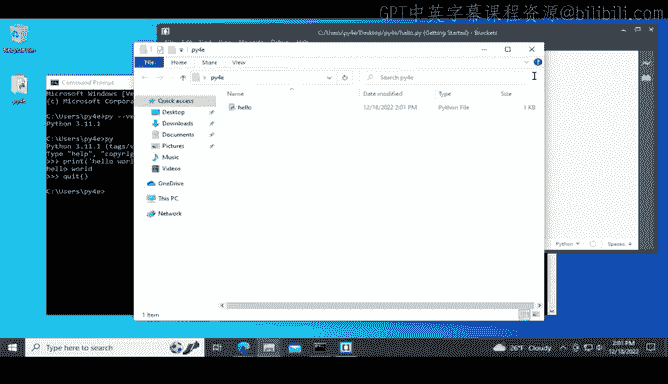 GPT中英字幕课程资源@bilibili.com
C:\Users\py4e\Desktop\py4e\hello.py (Getting Started) - Brackets
py4e
File
Home
Share
View
py4e
Search py4e
Name
Date modified
Type
Size
hello
12/18/2022 2:01 PM
Python File
1 KB
Quick access
Desktop
Downloads
Documents
Pictures
Music
Videos
OneDrive
This PC
Network
1 item
py4e
Command Prompt
Microsoft Windows [Ve
(c) Microsoft Corpora
C:\Users\py4e>py --ve
Python 3.11.1
C:\Users\py4e>py
Python 3.11.1 (tags/v
Type "help", "copyrig
>>> print('hello worl
hello world
>>> quit()
C:\Users\py4e>
Python
Spaces: 4
Type here to search
26°F Cloudy
2:01 PM
12/18/2022